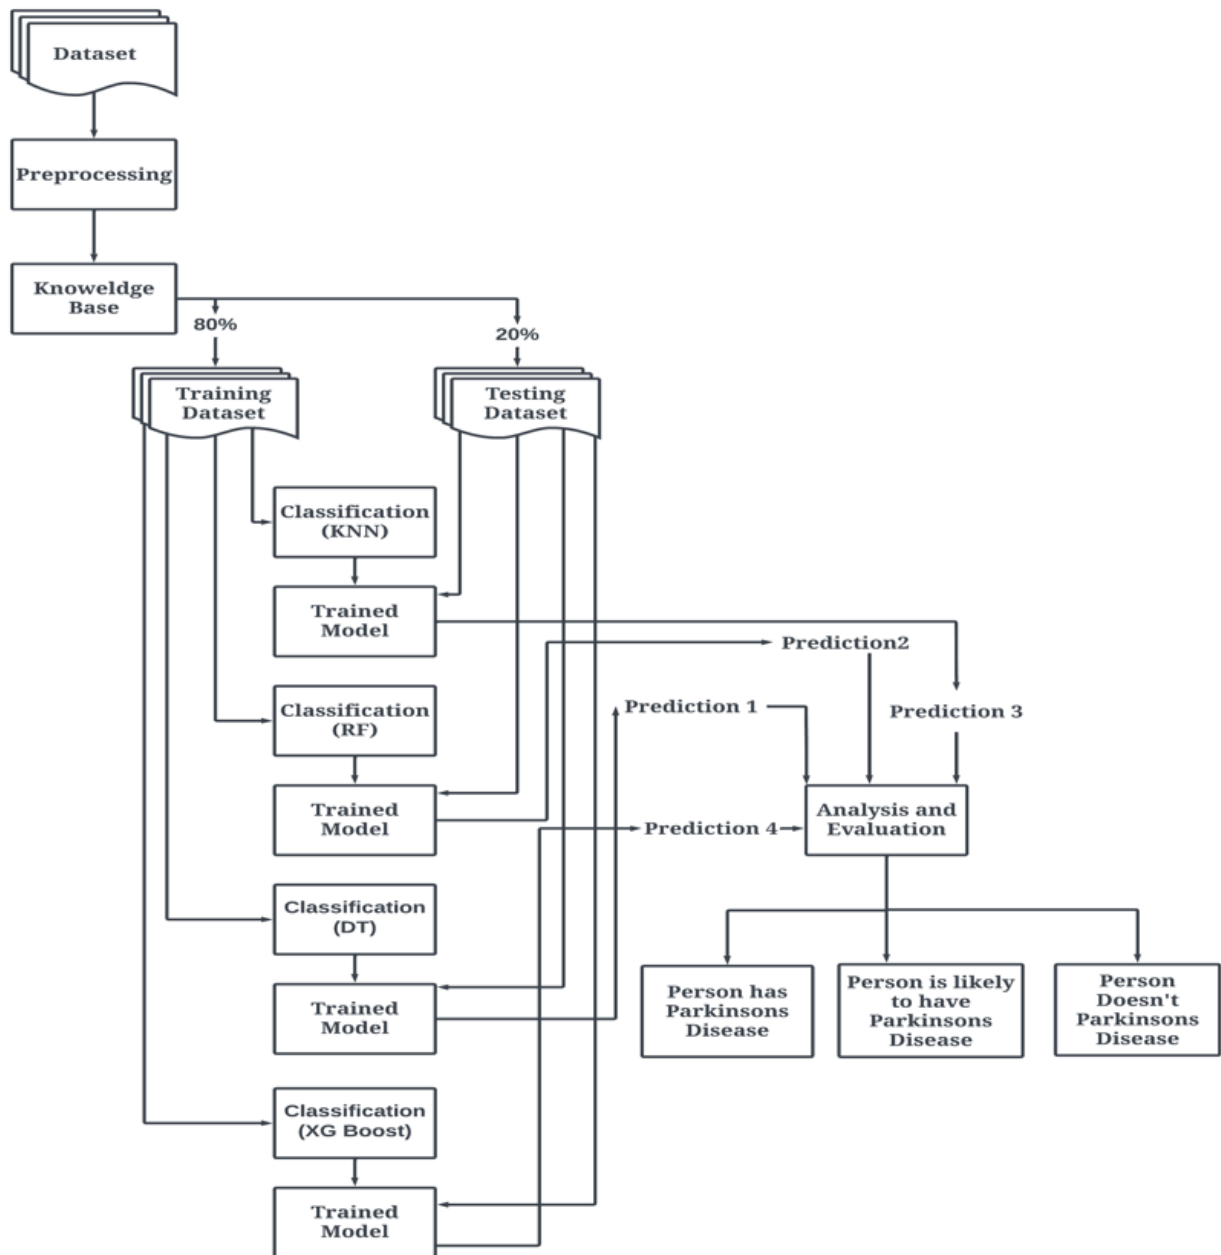 Dataset
Preprocessing
Knoweldge
Base
80%
20%
Training
Dataset
Testing
Dataset
Classification
(KNN)
Trained
Model
Prediction2
Prediction 1
Prediction 3
Classification
(RF)
Trained
Model
Prediction 4
Analysis and
Evaluation
Classification
(DT)
Trained
Model
Person has
Parkinsons
Disease
Person is likely
to have
Parkinsons
Disease
Person
Doesn't
Parkinsons
Disease
Classification
(XG Boost)
Trained
Model